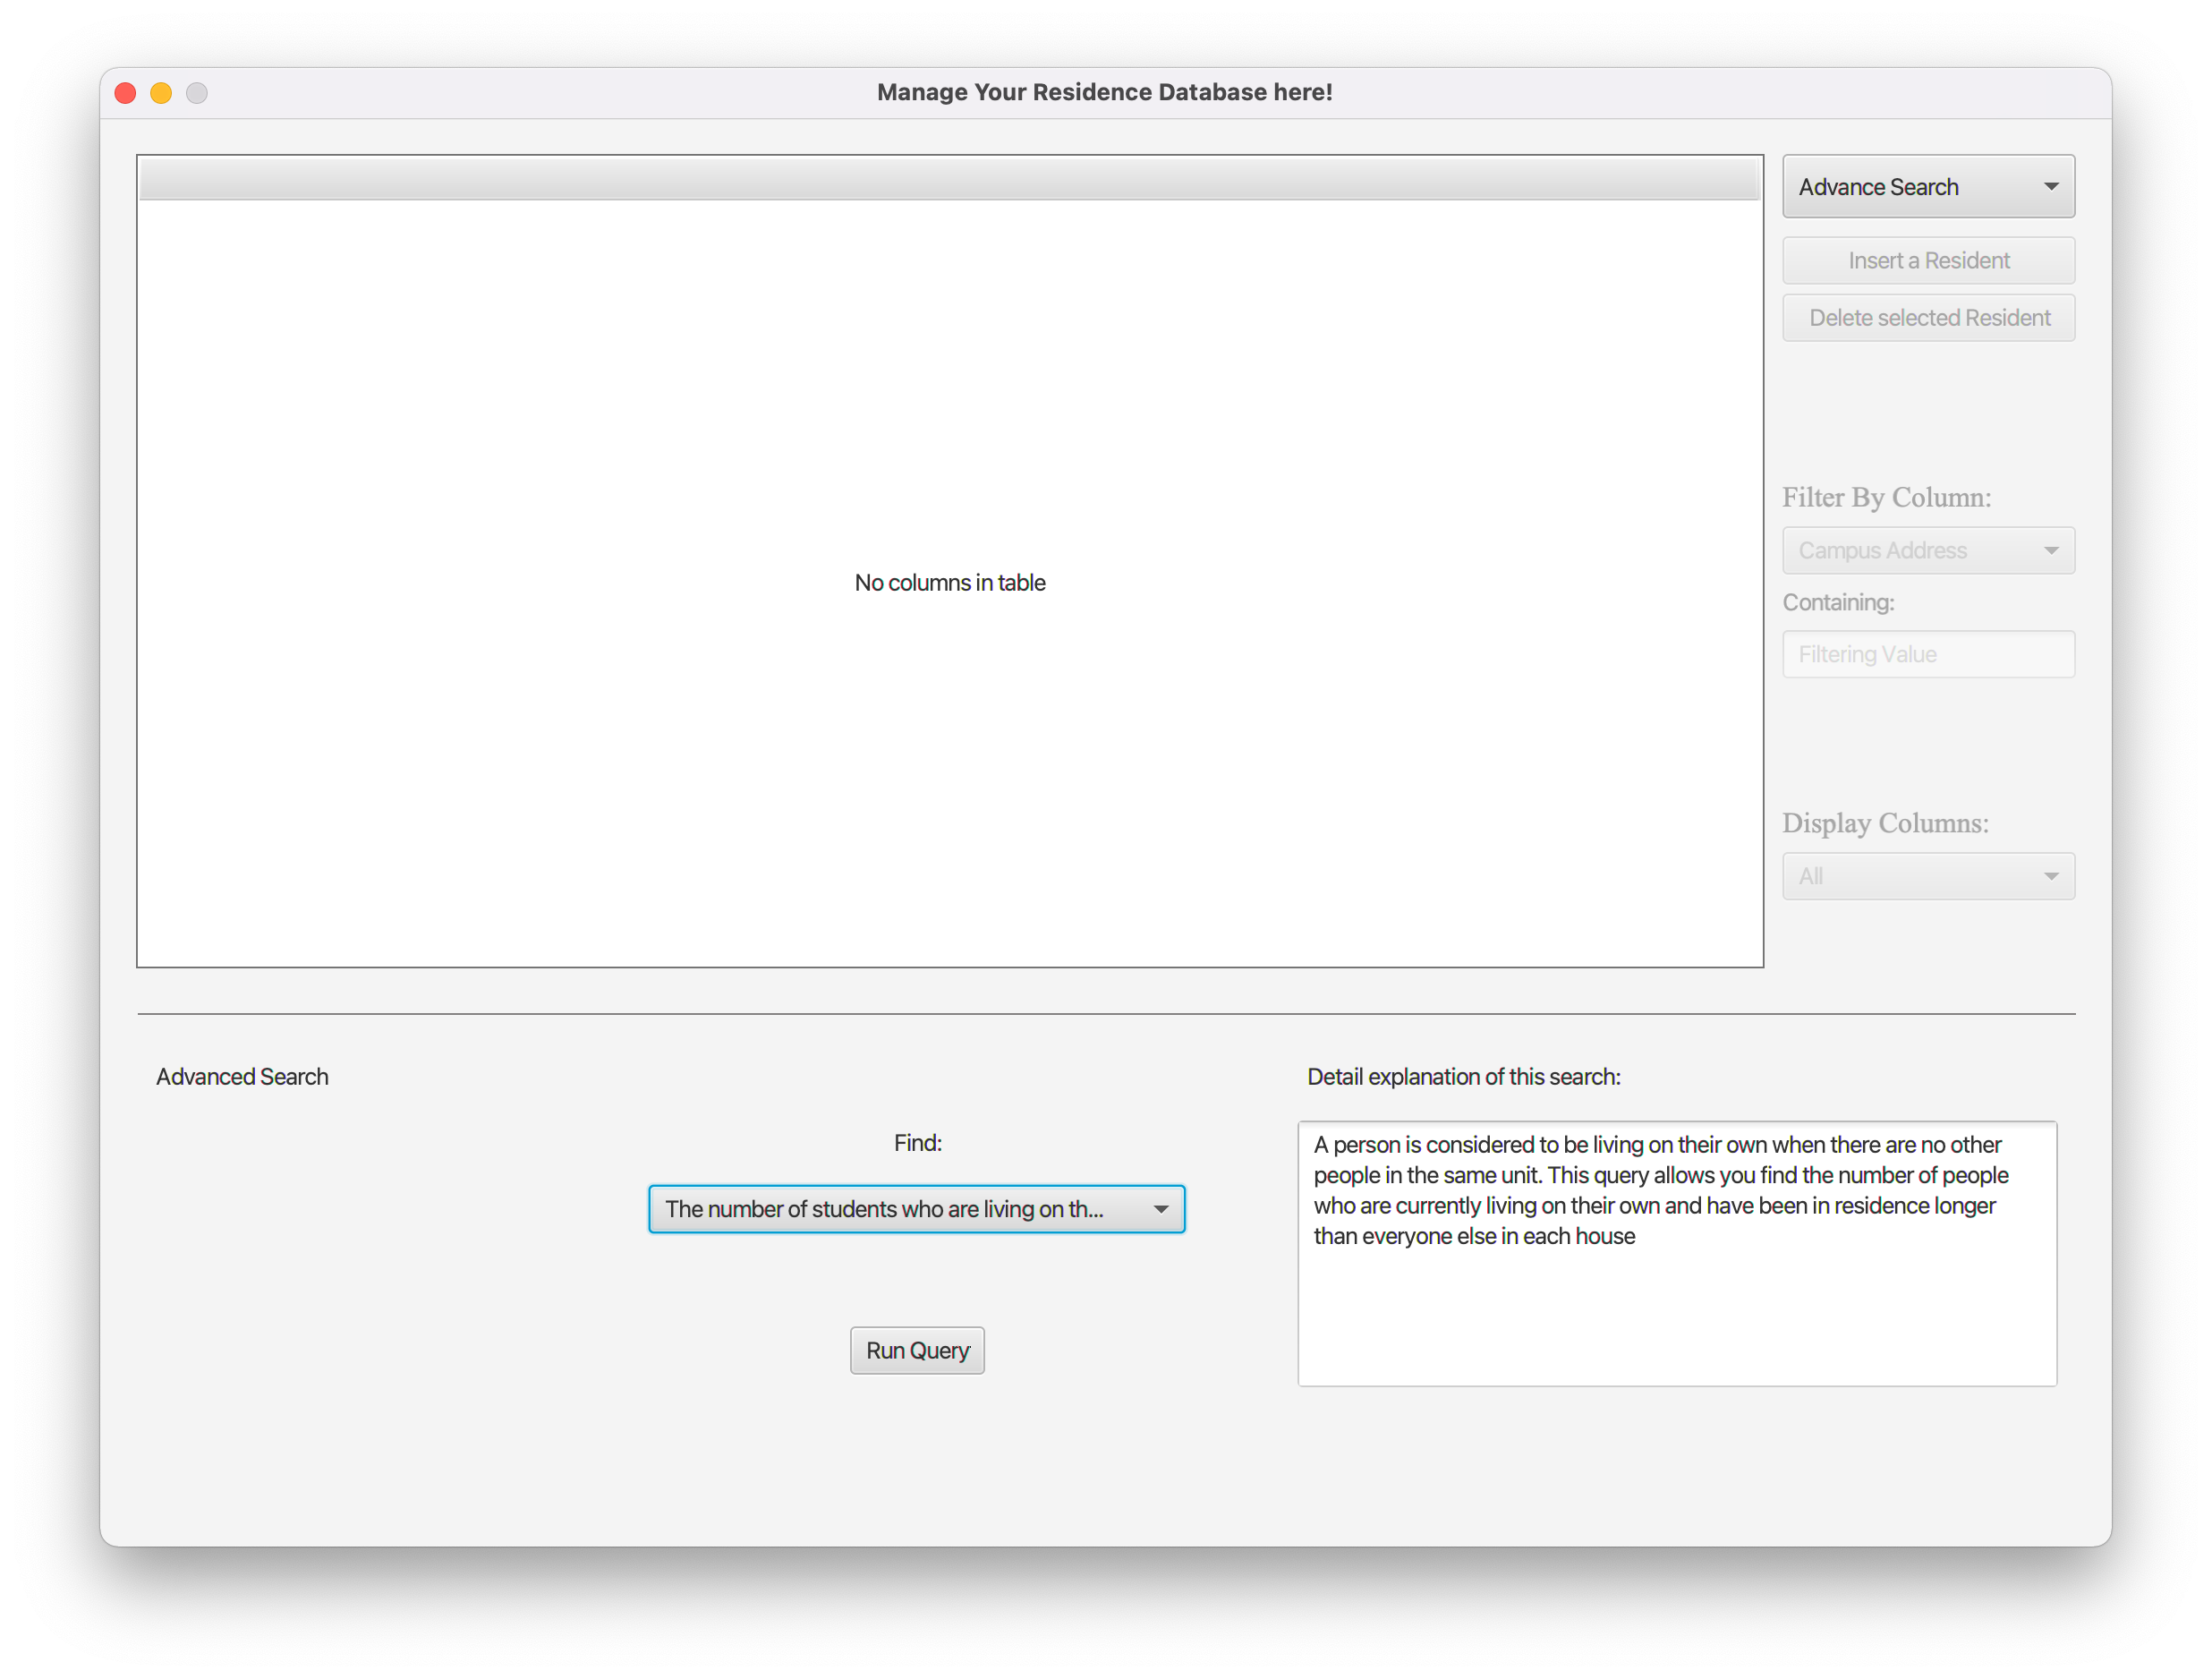 Manage Your Residence Database here!
Advance Search
Insert a Resident
Delete selected Resident
Filter By Column:
Campus Address
No columns in table
Containing:
Filtering Value
Display Columns:
All
Advanced Search
Find:
The number of students who are living on th...
Run Query
Detail explanation of this search:
A person is considered to be living on their own when there are no other
people in the same unit. This query allows you find the number of people
who are currently living on their own and have been in residence longer
than everyone else in each house